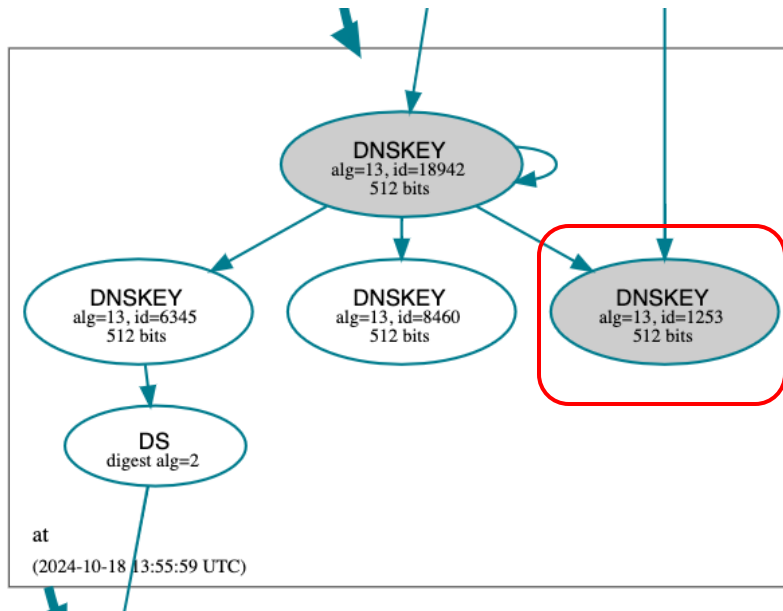 DNSKEY
alg=13, id=18942
512 bits
DNSKEY
alg=13, id=6345
512 bits
DNSKEY
alg=13, id=8460
512 bits
DNSKEY
alg=13, id=1253
512 bits
DS
digest alg=2
at
(2024-10-18 13:55:59 UTC)